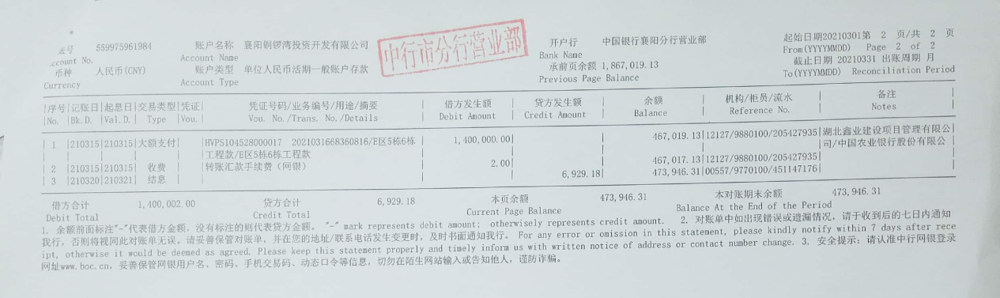 账号 559975961984 账户名称 襄阳铜锣湾投资开发有限公司 中行市分行营业部 开户行 中国银行襄阳分行营业部 起始日期20210301第 2 页/共 2 页
Account No. Account Name Bank Name From(YYYYMMDD) Page 2 of 2
币种 人民币(CNY) 账户类型 单位人民币活期一般账户存款 承前页余额 1,867,019.13 截止日期 20210331 出账周期 月
Currency Account Type Previous Page Balance To(YYYYMMDD) Reconciliation Period
序号|记账日|起息日|交易类型|凭证| 凭证号码/业务编号/用途/摘要 | 借方发生额 | 贷方发生额 | 余额 | 机构/柜员/流水 | 备注
No. |Bk.D.|Val.D.| Type |Vou.| Vou. No./Trans. No./Details | Debit Amount | Credit Amount | Balance | Reference No. | Notes
1 |210315|210315|大额支付| |HVPS104528000017 2021031668360816/E区5栋6栋| 1,400,000.00| | 467,019.13|12127/9880100/205427935|湖北鑫业建设项目管理有限公
工程款/E区5栋6栋工程款 司/中国农业银行股份有限公
2 |210315|210315| 收费 | |转账汇款手续费（网银） | 2.00| | 467,017.13|12127/9880100/205427935|
3 |210320|210321| 结息 | | | | 6,929.18| 473,946.31|00557/9770100/451147176|
借方合计 1,400,002.00 贷方合计 6,929.18 本页余额 473,946.31 本对账期末余额 473,946.31
Debit Total Credit Total Current Page Balance Balance At the End of the Period
1. 余额前面标注"-"代表借方金额，没有标注的则代表贷方金额。"-" mark represents debit amount; otherwisely represents credit amount. 2. 对账单中如出现错误或遗漏情况，请于收到后的七日内通知
我行，否则将视同此对账单无误。请妥善保管对账单，并在您的地址/联系电话发生变更时，及时书面通知我行。 For any error or omission in this statement, please kindly notify within 7 days after rece
ipt, otherwise it would be deemed as agreed. Please keep this statement properly and timely inform us with written notice of address or contact number change. 3. 安全提示：请认准中行网银登录
网址www.boc.cn，妥善保管网银用户名、密码、手机交易码、动态口令等信息，切勿在陌生网站输入或告知他人，谨防诈骗。